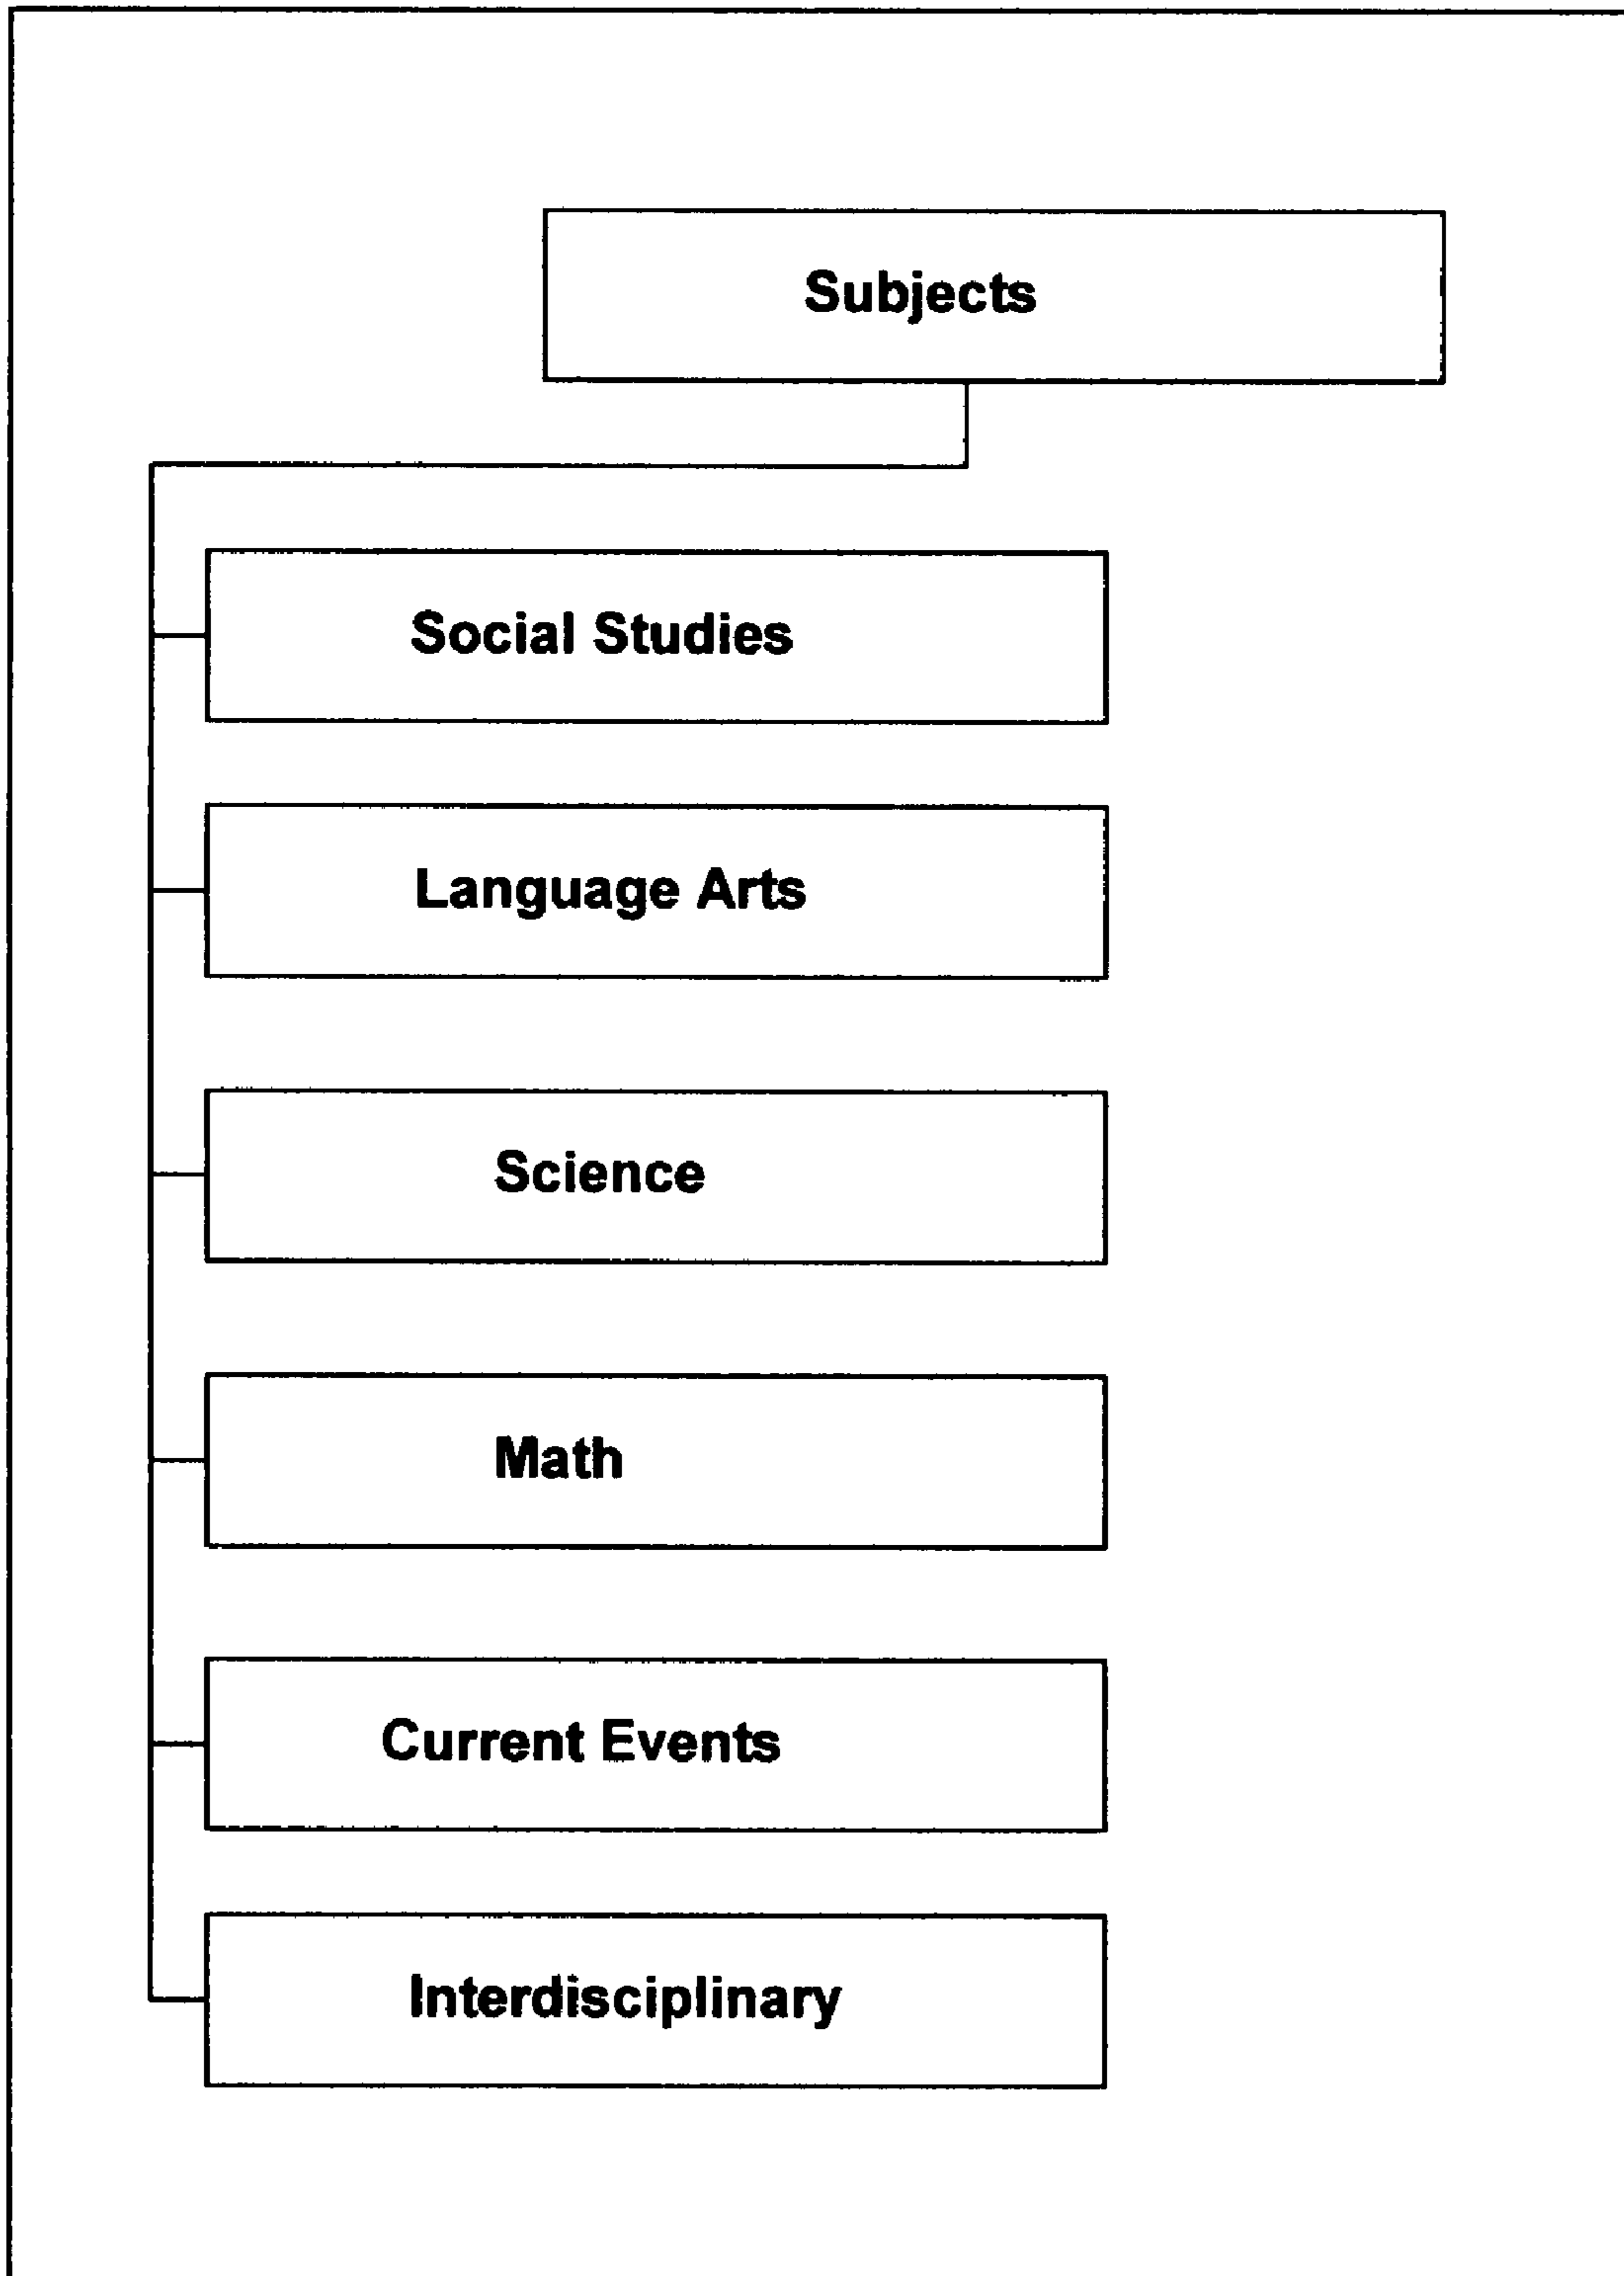 Subjects
Social Studies
Language Arts
Science
Math
Current Events
Interdisciplinary